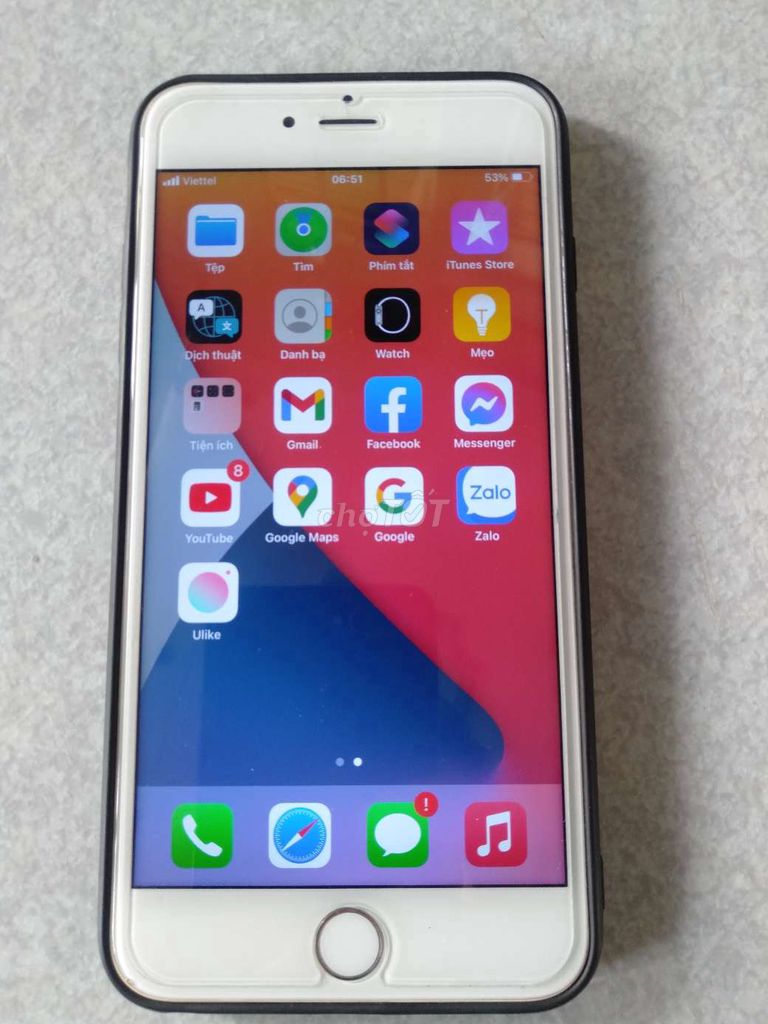 Viettel 06:51 53%
Tệp Tìm Phím tắt iTunes Store
A 文 T
Dịch thuật Danh bạ Watch Mẹo
Tiện ích Gmail Facebook Messenger
8 Zalo
chợTỐT
YouTube Google Maps Google Zalo
Ulike
!